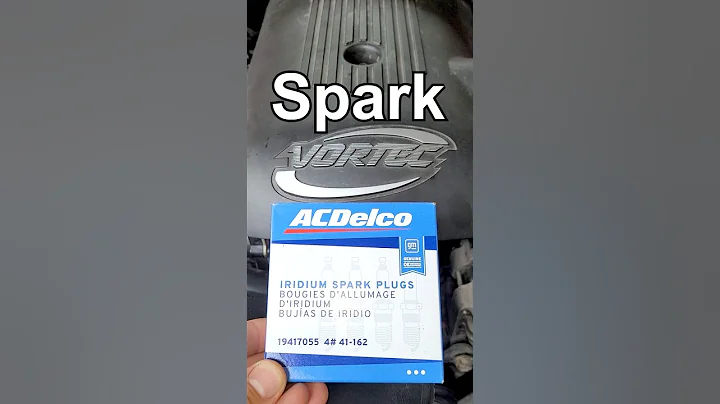 Spark
VORTEC
ACDelco
gm
GENUINE
IRIDIUM SPARK PLUGS
BOUGIES D'ALLUMAGE
D'IRIDIUM
BUJÍAS DE IRIDIO
19417055 4# 41-162